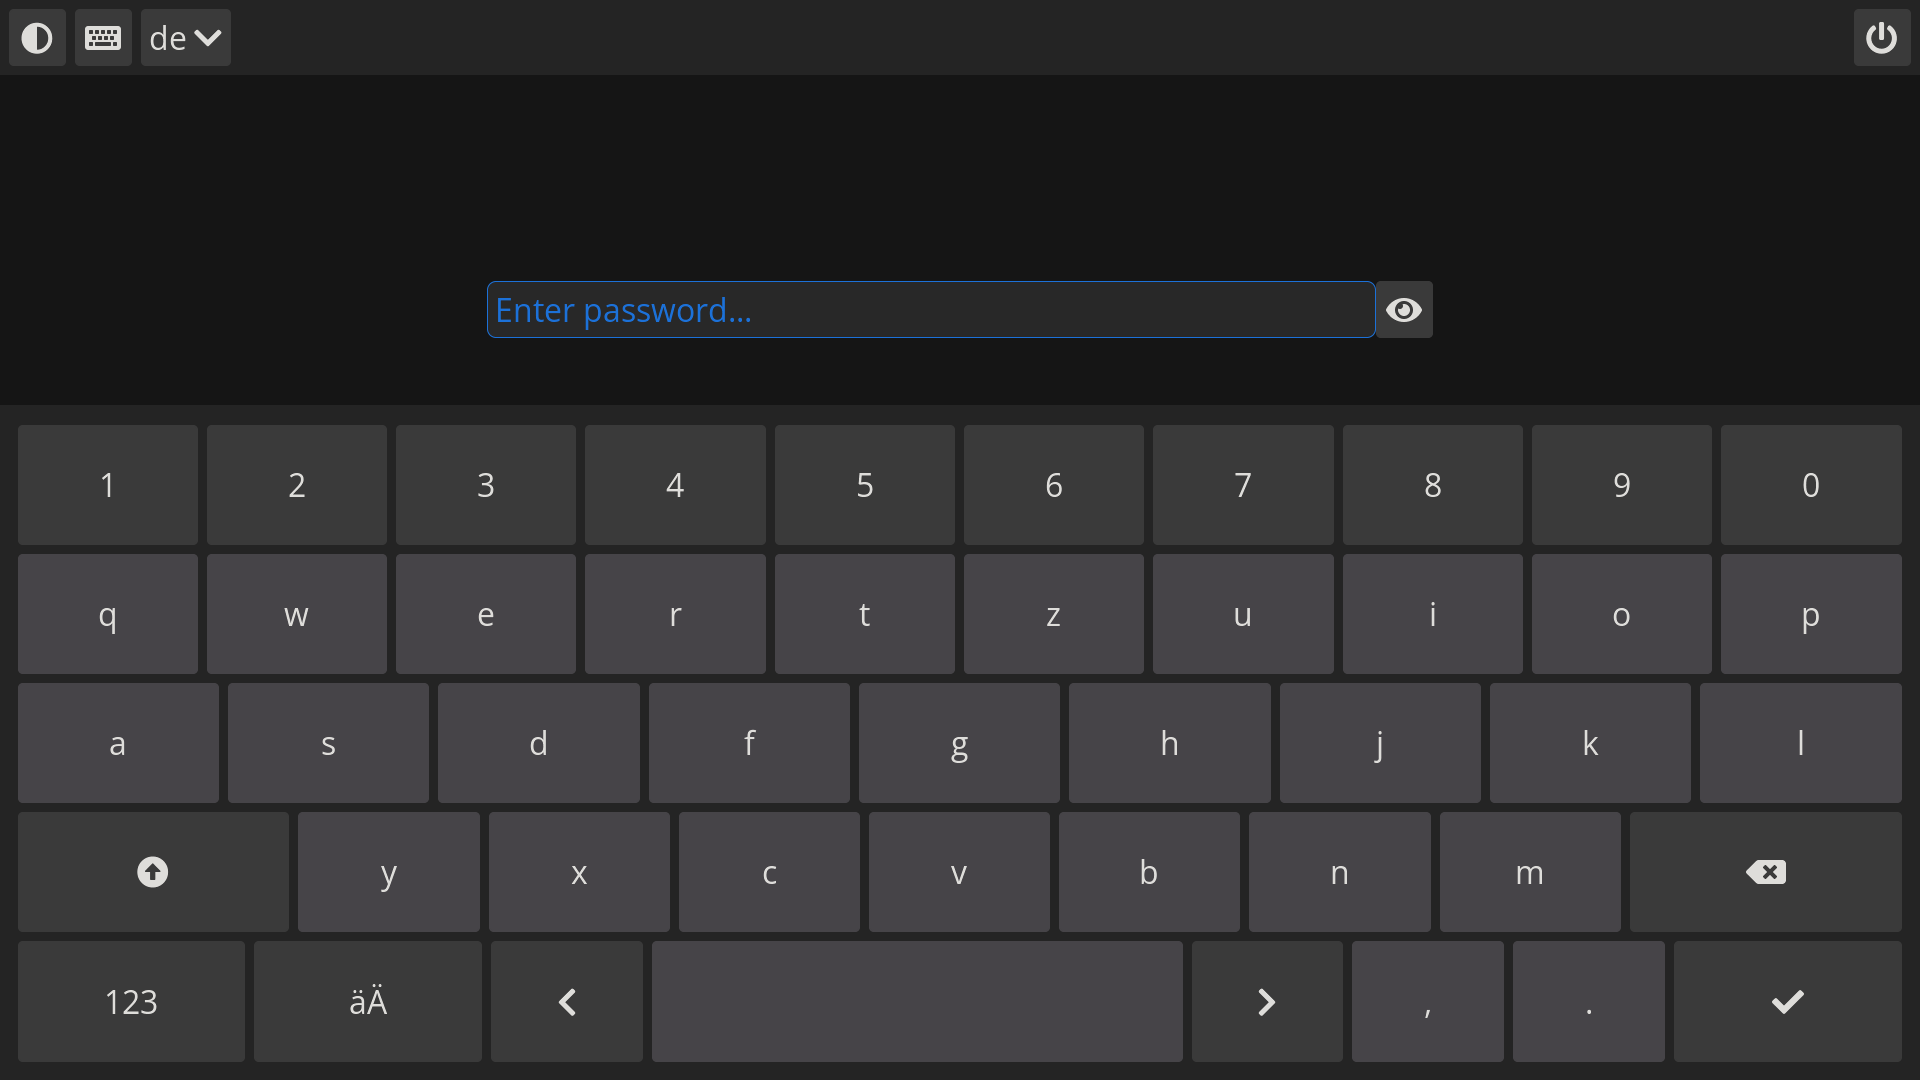 de
Enter password...
1 2 3 4 5 6 7 8 9 0
q w e r t z u i o p
a s d f g h j k l
y x c v b n m
123 äÄ , .